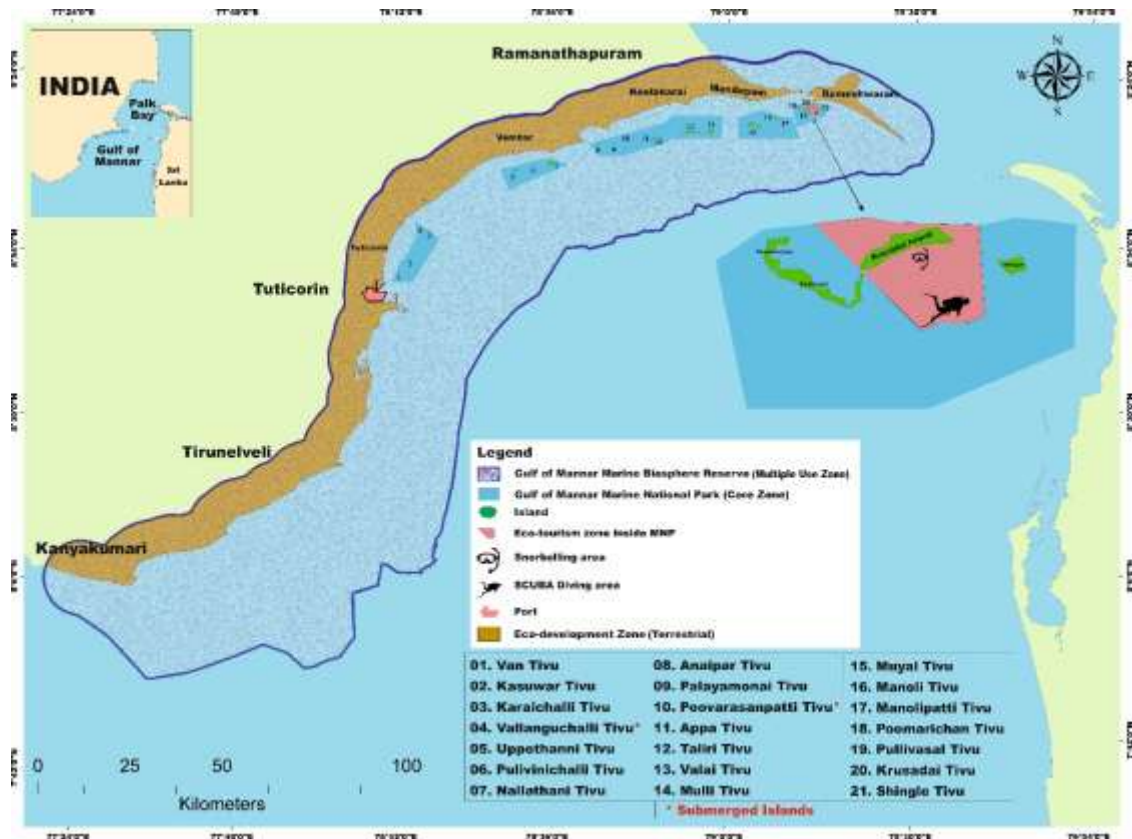 Ramanathapuram
INDIA
Palk
Bay
Gulf of
Mannar
Sri
Lanka
N
W
E
S
Keelakarai
Mandapam
Rameshwaram
Vembar
Tuticorin
Tuticorin
Tirunelveli
Kanyakumari
Legend
Gulf of Mannar Marine Biosphere Reserve (Multiple Use Zone)
Gulf of Mannar Marine National Park (Core Zone)
Island
Eco-tourism zone inside MNP
Snorkelling area
SCUBA Diving area
Port
Eco-development Zone (Terrestrial)
01. Van Tivu
02. Kasuwar Tivu
03. Karaichalli Tivu
04. Vallanguchalli Tivu*
05. Uppothanni Tivu
06. Pulivinichalli Tivu
07. Nallathani Tivu
08. Anaipar Tivu
09. Palayamonai Tivu
10. Poovarasanpatti Tivu*
11. Appa Tivu
12. Taliri Tivu
13. Valai Tivu
14. Mulli Tivu
15. Muyal Tivu
16. Manoli Tivu
17. Manolipatti Tivu
18. Poomarichan Tivu
19. Pullivasal Tivu
20. Krusadai Tivu
21. Shingle Tivu
* Submerged Islands
0 25 50 100
Kilometers